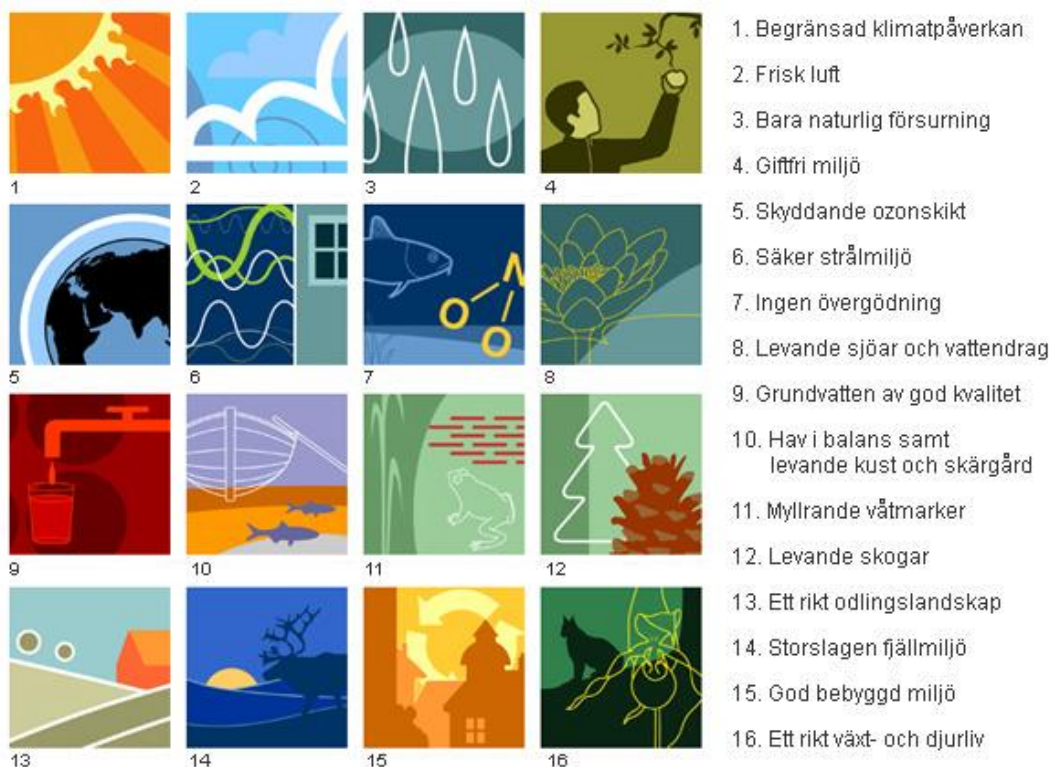 1. Begränsad klimatpåverkan
2. Frisk luft
3. Bara naturlig försurning
4. Giftfri miljö
5. Skyddande ozonskikt
6. Säker strålmiljö
7. Ingen övergödning
8. Levande sjöar och vattendrag
9. Grundvatten av god kvalitet
10. Hav i balans samt
levande kust och skärgård
11. Myllrande våtmarker
12. Levande skogar
13. Ett rikt odlingslandskap
14. Storslagen fjällmiljö
15. God bebyggd miljö
16. Ett rikt växt- och djurliv
1 2 3 4
N
O
O
5 6 7 8
9 10 11 12
13 14 15 16